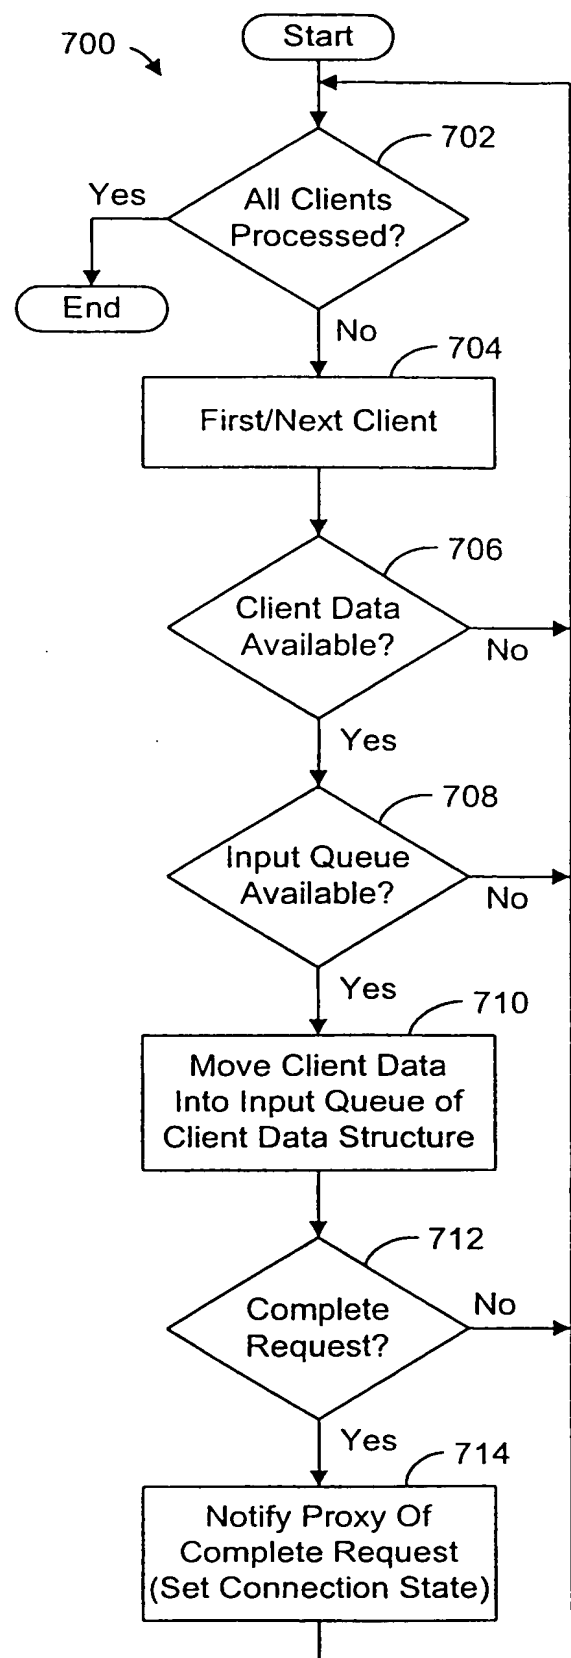 Start
700
702
All Clients
Processed?
Yes
End
No
704
First/Next Client
706
Client Data
Available?
No
Yes
708
Input Queue
Available?
No
Yes
710
Move Client Data
Into Input Queue of
Client Data Structure
712
Complete
Request?
No
Yes
714
Notify Proxy Of
Complete Request
(Set Connection State)